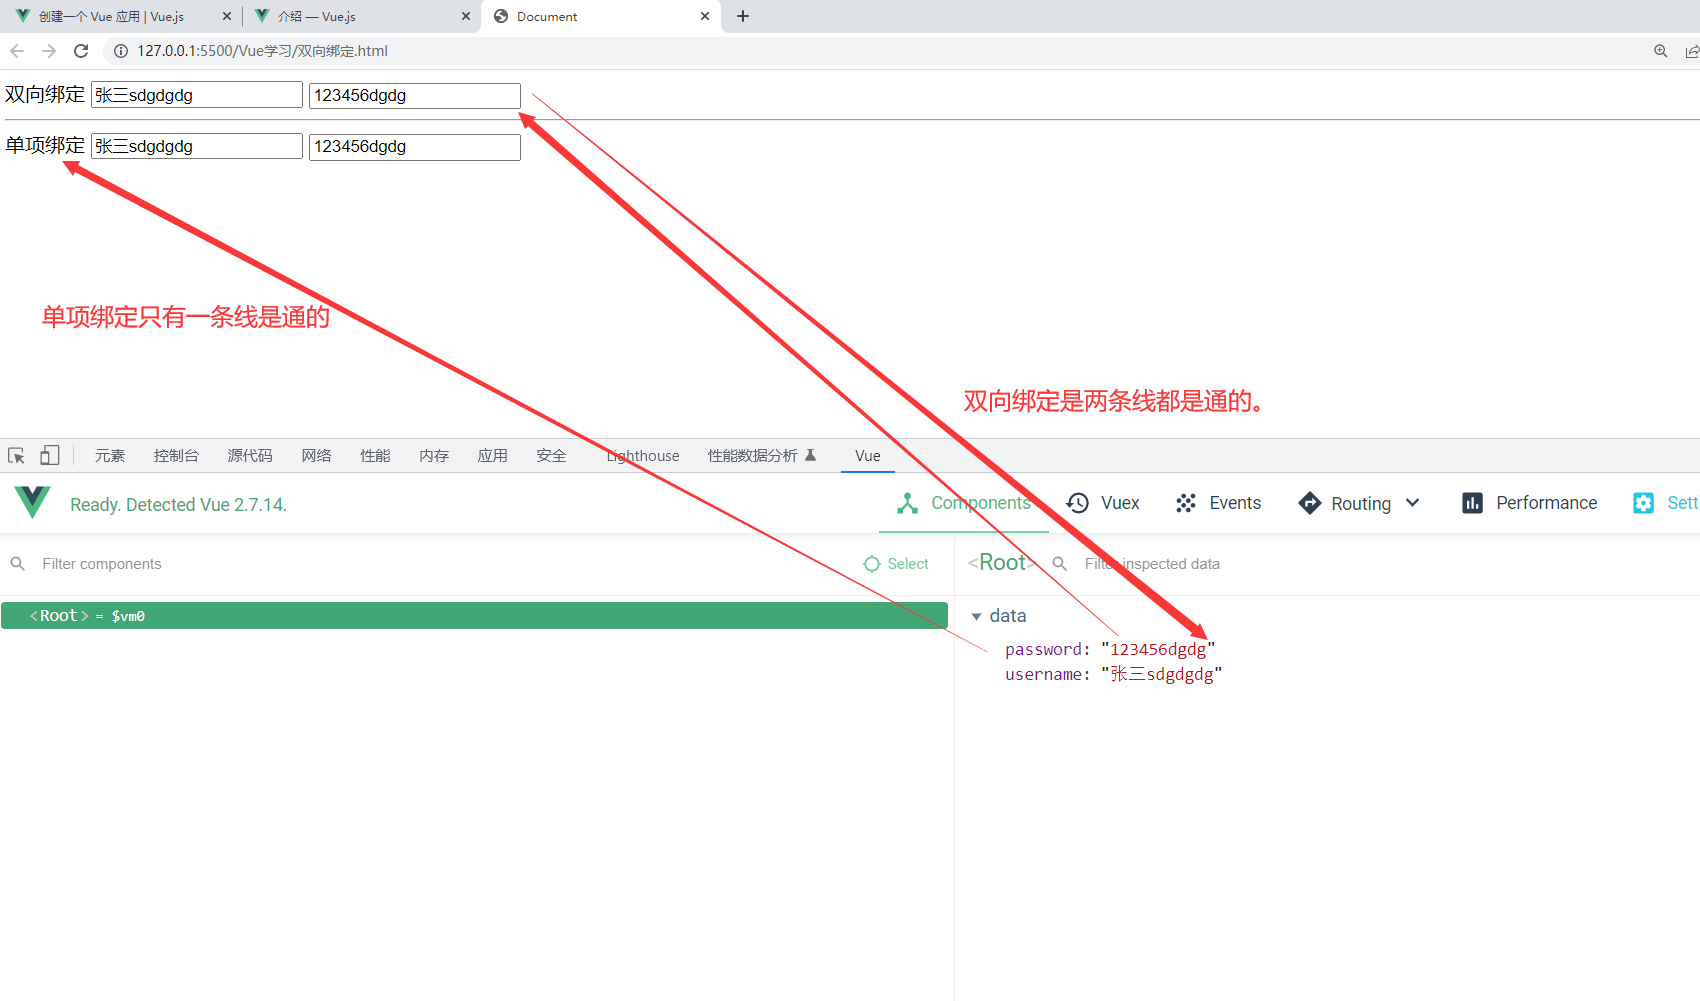 创建一个 Vue 应用 | Vue.js
介绍 — Vue.js
Document
127.0.0.1:5500/Vue学习/双向绑定.html
双向绑定 张三sdgdgdg 123456dgdg
单项绑定 张三sdgdgdg 123456dgdg
单项绑定只有一条线是通的
双向绑定是两条线都是通的。
元素 控制台 源代码 网络 性能 内存 应用 安全 Lighthouse 性能数据分析 Vue
Ready. Detected Vue 2.7.14.
Components Vuex Events Routing Performance Sett
Filter components Select <Root> Filter inspected data
<Root> = $vm0
data
password: "123456dgdg"
username: "张三sdgdgdg"